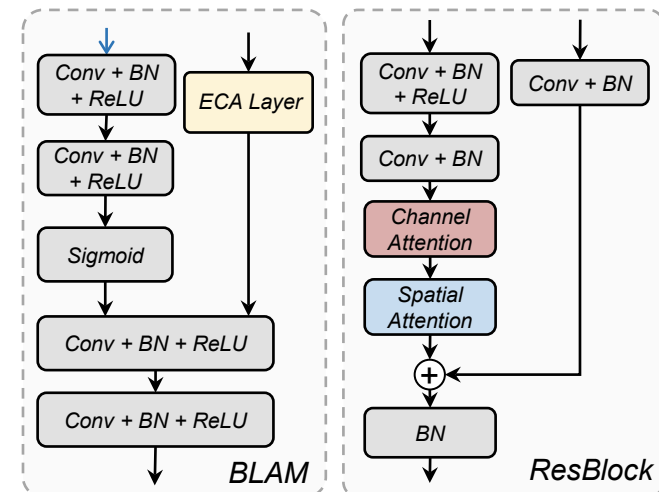 Conv + BN
+ ReLU
ECA Layer
Conv + BN
+ ReLU
Sigmoid
Conv + BN + ReLU
Conv + BN + ReLU
BLAM
Conv + BN
+ ReLU
Conv + BN
Conv + BN
Channel
Attention
Spatial
Attention
+
BN
ResBlock